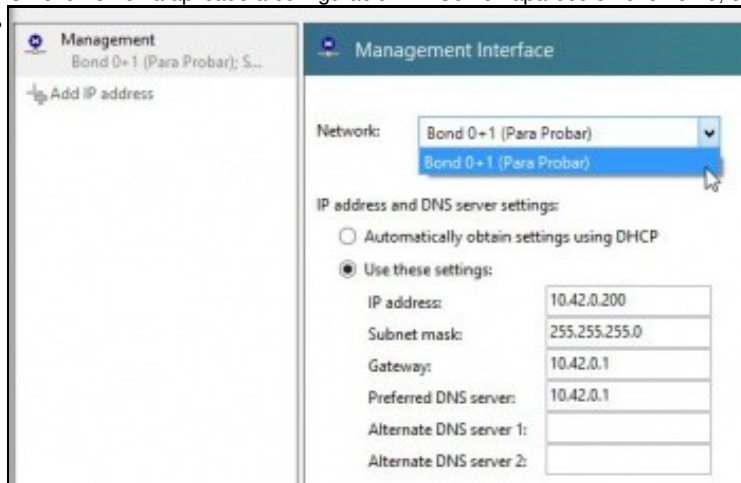 Management
Bond 0+1 (Para Probar); S...
Add IP address
Management Interface
Network:
Bond 0+1 (Para Probar)
Bond 0+1 (Para Probar)
IP address and DNS server settings:
Automatically obtain settings using DHCP
Use these settings:
IP address:
10.42.0.200
Subnet mask:
255.255.255.0
Gateway:
10.42.0.1
Preferred DNS server:
10.42.0.1
Alternate DNS server 1:
Alternate DNS server 2: